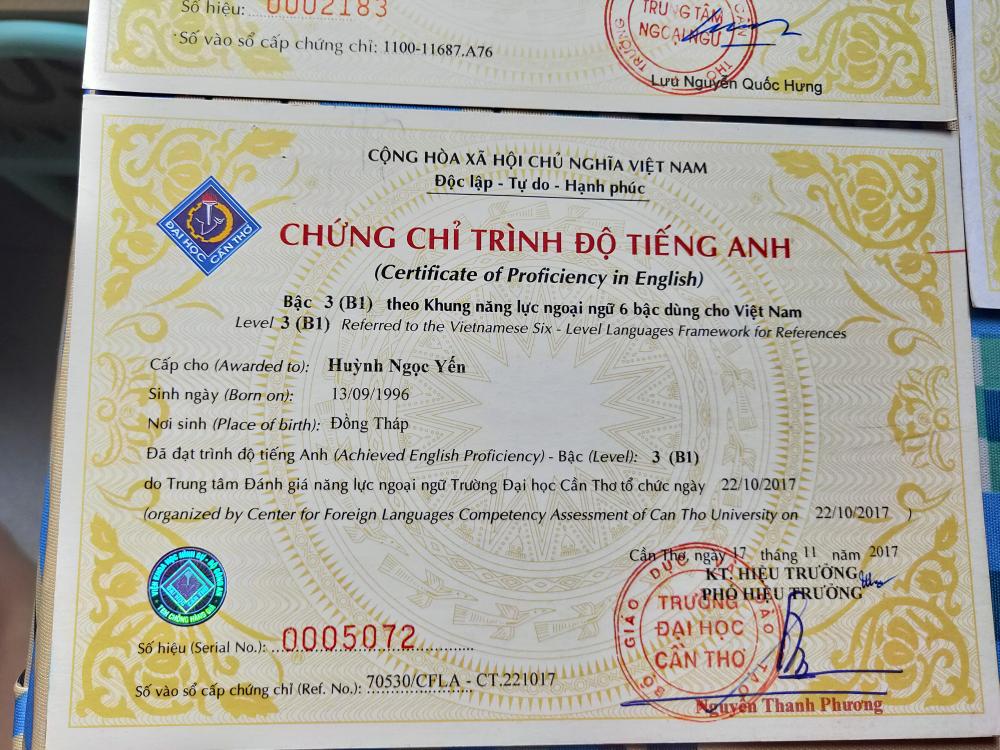 Số hiệu: 0002183
Số vào sổ cấp chứng chỉ: 1100-11687.A76
TRUNG TÂM
NGOẠI NGỮ
Lưu Nguyễn Quốc Hưng
CỘNG HÒA XÃ HỘI CHỦ NGHĨA VIỆT NAM
Độc lập - Tự do - Hạnh phúc
ĐẠI HỌC CẦN THƠ
CHỨNG CHỈ TRÌNH ĐỘ TIẾNG ANH
(Certificate of Proficiency in English)
Bậc 3 (B1) theo Khung năng lực ngoại ngữ 6 bậc dùng cho Việt Nam
Level 3 (B1) Referred to the Vietnamese Six - Level Languages Framework for References
Cấp cho (Awarded to): Huỳnh Ngọc Yến
Sinh ngày (Born on): 13/09/1996
Nơi sinh (Place of birth): Đồng Tháp
Đã đạt trình độ tiếng Anh (Achieved English Proficiency) - Bậc (Level): 3 (B1)
do Trung tâm Đánh giá năng lực ngoại ngữ Trường Đại học Cần Thơ tổ chức ngày 22/10/2017
(organized by Center for Foreign Languages Competency Assessment of Can Tho University on 22/10/2017 )
Cần Thơ, ngày 17 tháng 11 năm 2017
KT. HIỆU TRƯỞNG
PHÓ HIỆU TRƯỞNG
BỘ GIÁO DỤC VÀ ĐÀO TẠO
TRƯỜNG
ĐẠI HỌC
CẦN THƠ
Số hiệu (Serial No.): 0005072
Số vào sổ cấp chứng chỉ (Ref. No.): 70530/CFLA - CT.221017
Nguyễn Thanh Phương